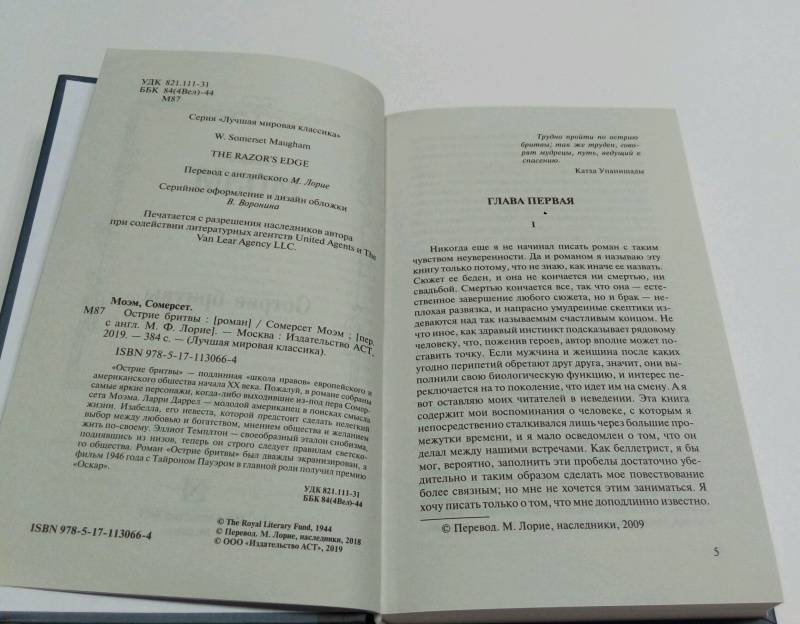 УДК 821.111-31
ББК 84(4Вел)-44
М87
Серия «Лучшая мировая классика»
W. Somerset Maugham
THE RAZOR'S EDGE
Перевод с английского М. Лорие
Серийное оформление и дизайн обложки
В. Воронина
Печатается с разрешения наследников автора
при содействии литературных агентств United Agents и The
Van Lear Agency LLC.
Моэм, Сомерсет.
М87 Острие бритвы : [роман] / Сомерсет Моэм ; [пер.
с англ. М. Ф. Лорие]. — Москва : Издательство АСТ,
2019. — 384 с. — (Лучшая мировая классика).
ISBN 978-5-17-113066-4
«Острие бритвы» — подлинная «школа нравов» европейского и
американского общества начала XX века. Пожалуй, в романе собраны
самые яркие персонажи, когда-либо выходившие из-под пера Сомер-
сета Моэма. Ларри Даррел — молодой американец в поисках смысла
жизни. Изабелла, его невеста, которой предстоит сделать нелегкий
выбор между любовью и богатством, мнением общества и желанием
жить по-своему. Эллиот Темплтон — своеобразный эталон снобизма,
поднявшись из низов, теперь он строго следует правилам светско-
го общества. Роман «Острие бритвы» был дважды экранизирован, а
фильм 1946 года с Тайроном Пауэром в главной роли получил премию
«Оскар».
УДК 821.111-31
ББК 84(4Вел)-44
© The Royal Literary Fund, 1944
© Перевод. М. Лорие, наследники, 2018
ISBN 978-5-17-113066-4 © ООО «Издательство АСТ», 2019
Трудно пройти по острию
бритвы; так же труден, гово-
рят мудрецы, путь, ведущий к
спасению.
Катха Упанишады
ГЛАВА ПЕРВАЯ
I
Никогда еще я не начинал писать роман с таким
чувством неуверенности. Да и романом я называю эту
книгу только потому, что не знаю, как иначе ее назвать.
Сюжет ее беден, и она не кончается ни смертью, ни
свадьбой. Смертью кончается все, так что она — есте-
ственное завершение любого сюжета, но и брак — не-
плохая развязка, и напрасно умудренные скептики из-
деваются над так называемым счастливым концом. Не
что иное, как здравый инстинкт подсказывает рядовому
человеку, что, поженив героев, автор вполне может по-
ставить точку. Если мужчина и женщина после каких
угодно перипетий обретают друг друга, значит, они вы-
полнили свою биологическую функцию, и интерес пе-
реключается на то поколение, что идет им на смену. А я
вот оставляю моих читателей в неведении. Эта книга
содержит мои воспоминания о человеке, с которым я
непосредственно сталкивался лишь через большие про-
межутки времени, и я мало осведомлен о том, что он
делал между нашими встречами. Как беллетрист, я бы
мог, вероятно, заполнить эти пробелы достаточно убе-
дительно и таким образом сделать мое повествование
более связным; но мне не хочется этим заниматься. Я
хочу писать только о том, что мне доподлинно известно.
© Перевод. М. Лорие, наследники, 2009
5